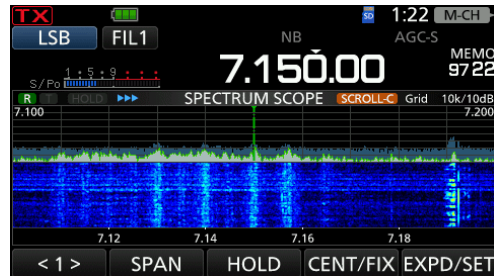 TX SD 1:22 M-CH
LSB FIL1 NB AGC-S
7.150.00 MEMO
S/Po 1 5 9 9722
R T HOLD SPECTRUM SCOPE SCROLL-C Grid 10k/10dB
7.100 7.200
7.12 7.14 7.16 7.18
< 1 > SPAN HOLD CENT/FIX EXPD/SET